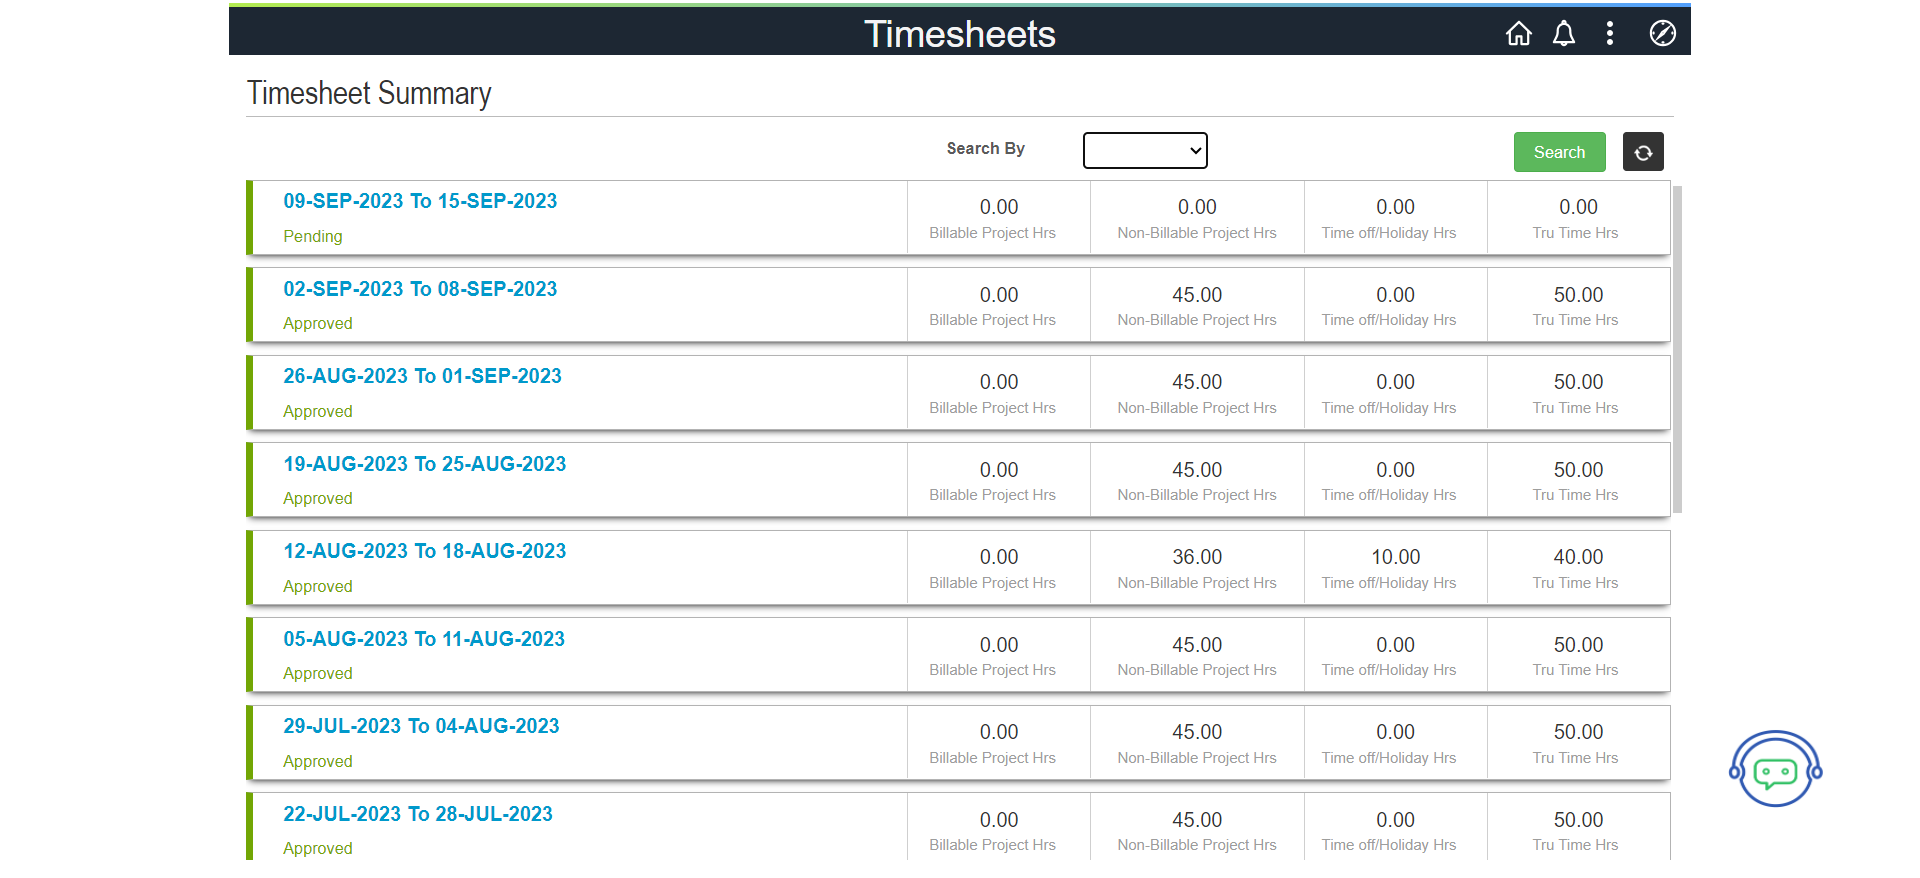 Timesheets
Timesheet Summary
Search By
Search
09-SEP-2023 To 15-SEP-2023
Pending
0.00
Billable Project Hrs
0.00
Non-Billable Project Hrs
0.00
Time off/Holiday Hrs
0.00
Tru Time Hrs
02-SEP-2023 To 08-SEP-2023
Approved
0.00
Billable Project Hrs
45.00
Non-Billable Project Hrs
0.00
Time off/Holiday Hrs
50.00
Tru Time Hrs
26-AUG-2023 To 01-SEP-2023
Approved
0.00
Billable Project Hrs
45.00
Non-Billable Project Hrs
0.00
Time off/Holiday Hrs
50.00
Tru Time Hrs
19-AUG-2023 To 25-AUG-2023
Approved
0.00
Billable Project Hrs
45.00
Non-Billable Project Hrs
0.00
Time off/Holiday Hrs
50.00
Tru Time Hrs
12-AUG-2023 To 18-AUG-2023
Approved
0.00
Billable Project Hrs
36.00
Non-Billable Project Hrs
10.00
Time off/Holiday Hrs
40.00
Tru Time Hrs
05-AUG-2023 To 11-AUG-2023
Approved
0.00
Billable Project Hrs
45.00
Non-Billable Project Hrs
0.00
Time off/Holiday Hrs
50.00
Tru Time Hrs
29-JUL-2023 To 04-AUG-2023
Approved
0.00
Billable Project Hrs
45.00
Non-Billable Project Hrs
0.00
Time off/Holiday Hrs
50.00
Tru Time Hrs
22-JUL-2023 To 28-JUL-2023
Approved
0.00
Billable Project Hrs
45.00
Non-Billable Project Hrs
0.00
Time off/Holiday Hrs
50.00
Tru Time Hrs